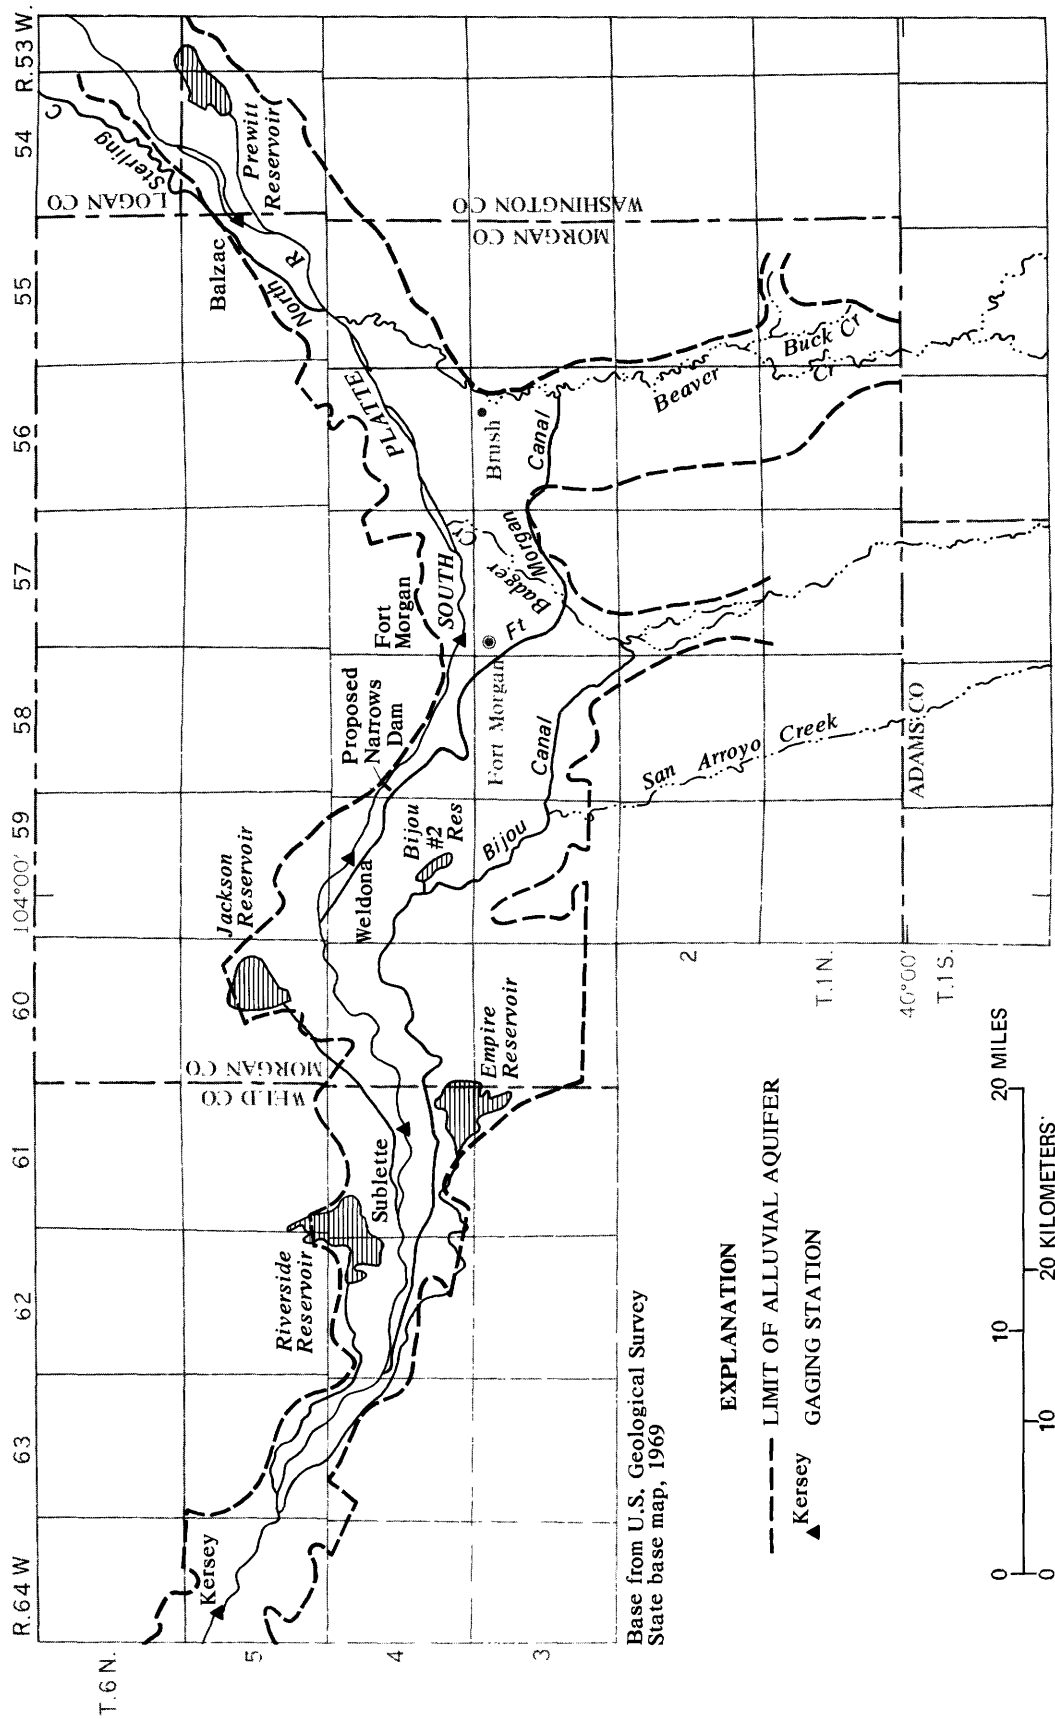 R.64 W
63
62
61
60
104°00'
59
58
57
56
55
54
R.53 W.
T.6 N.
5
4
3
2
T.1 N.
40°00'
T.1 S.
Kersey
Riverside
Reservoir
Sublette
WELD CO
MORGAN CO
Empire
Reservoir
Jackson
Reservoir
Weldona
Bijou
#2
Res
Bijou
Canal
Proposed
Narrows
Dam
Fort
Morgan
Fort Morgan
Ft
Morgan
Canal
Badger
Cr
SOUTH
PLATTE
R
Brush
Beaver
Cr
Buck Cr
San Arroyo Creek
ADAMS CO
North
Balzac
Sterling
C
LOGAN CO
WASHINGTON CO
MORGAN CO
Prewitt
Reservoir
Base from U.S. Geological Survey
State base map, 1969
EXPLANATION
LIMIT OF ALLUVIAL AQUIFER
Kersey
GAGING STATION
0 10 20 MILES
0 10 20 KILOMETERS